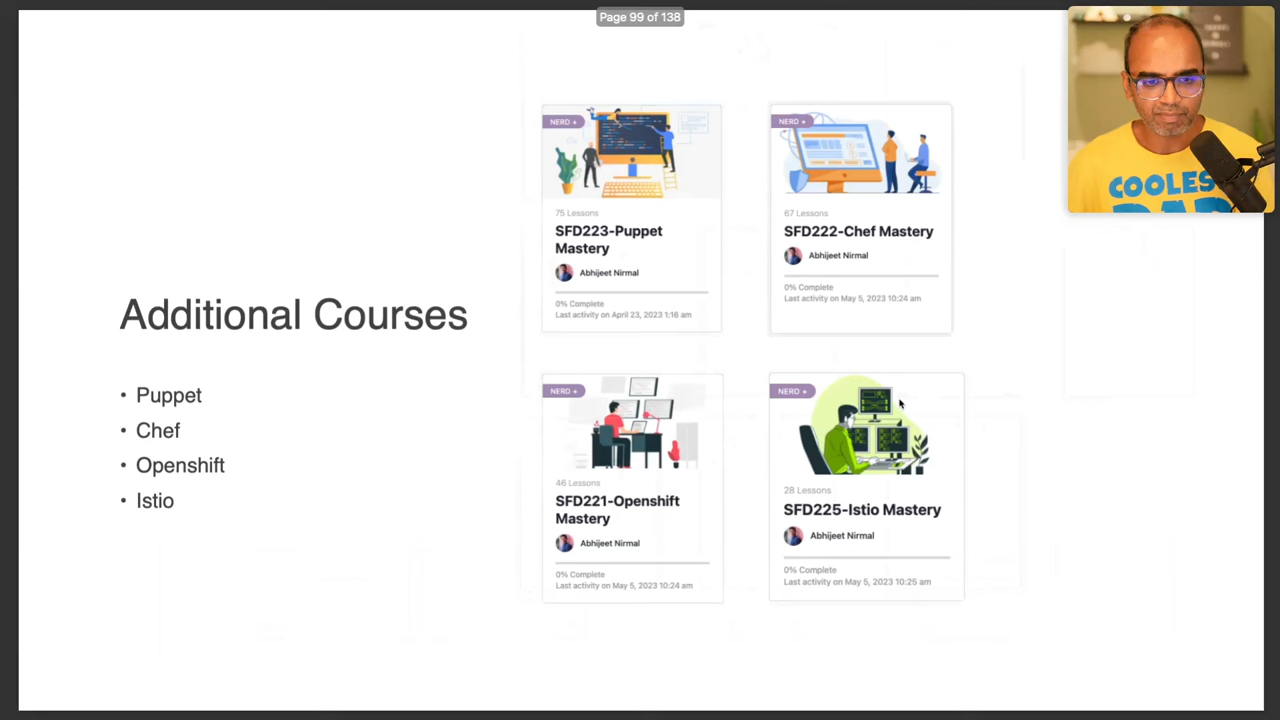 Page 99 of 138
Additional Courses
• Puppet
• Chef
• Openshift
• Istio
NERD +
75 Lessons
SFD223-Puppet
Mastery
Abhijeet Nirmal
0% Complete
Last activity on April 23, 2023 1:16 am
NERD +
67 Lessons
SFD222-Chef Mastery
Abhijeet Nirmal
0% Complete
Last activity on May 5, 2023 10:24 am
NERD +
46 Lessons
SFD221-Openshift
Mastery
Abhijeet Nirmal
0% Complete
Last activity on May 5, 2023 10:24 am
NERD +
28 Lessons
SFD225-Istio Mastery
Abhijeet Nirmal
0% Complete
Last activity on May 5, 2023 10:25 am
COOLES